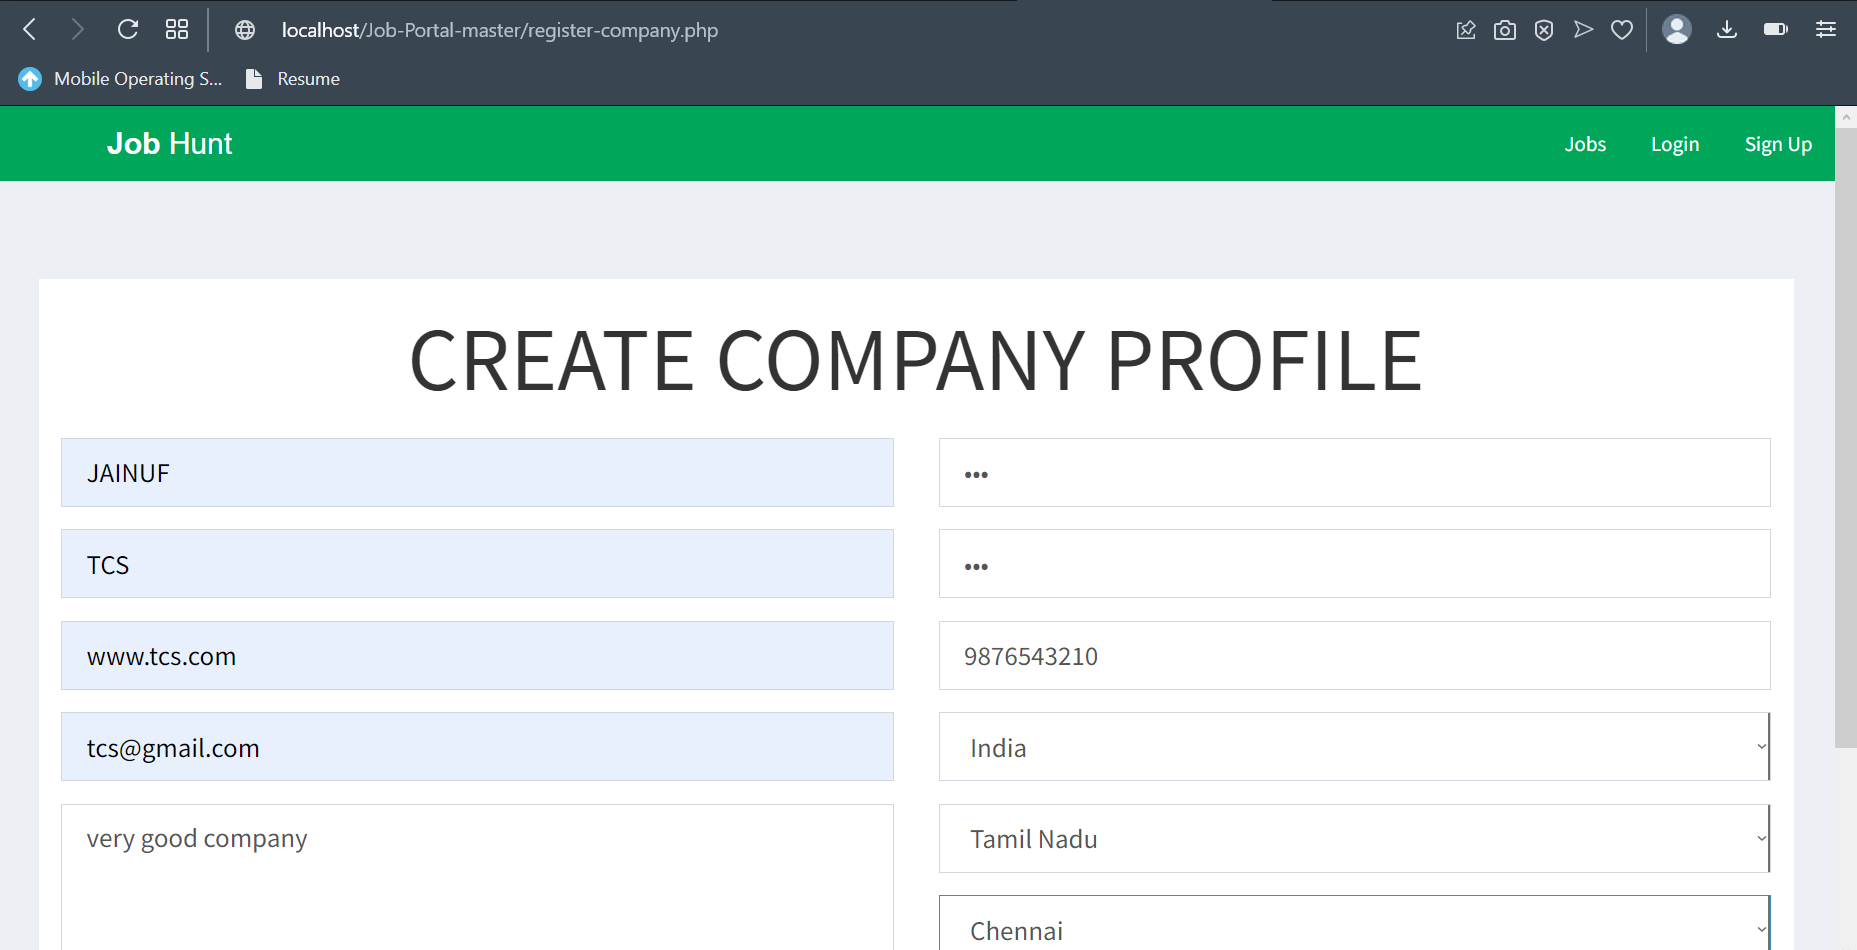 localhost/Job-Portal-master/register-company.php
Mobile Operating S... Resume
Job Hunt Jobs Login Sign Up
CREATE COMPANY PROFILE
JAINUF •••
TCS •••
www.tcs.com 9876543210
tcs@gmail.com India
very good company Tamil Nadu
Chennai